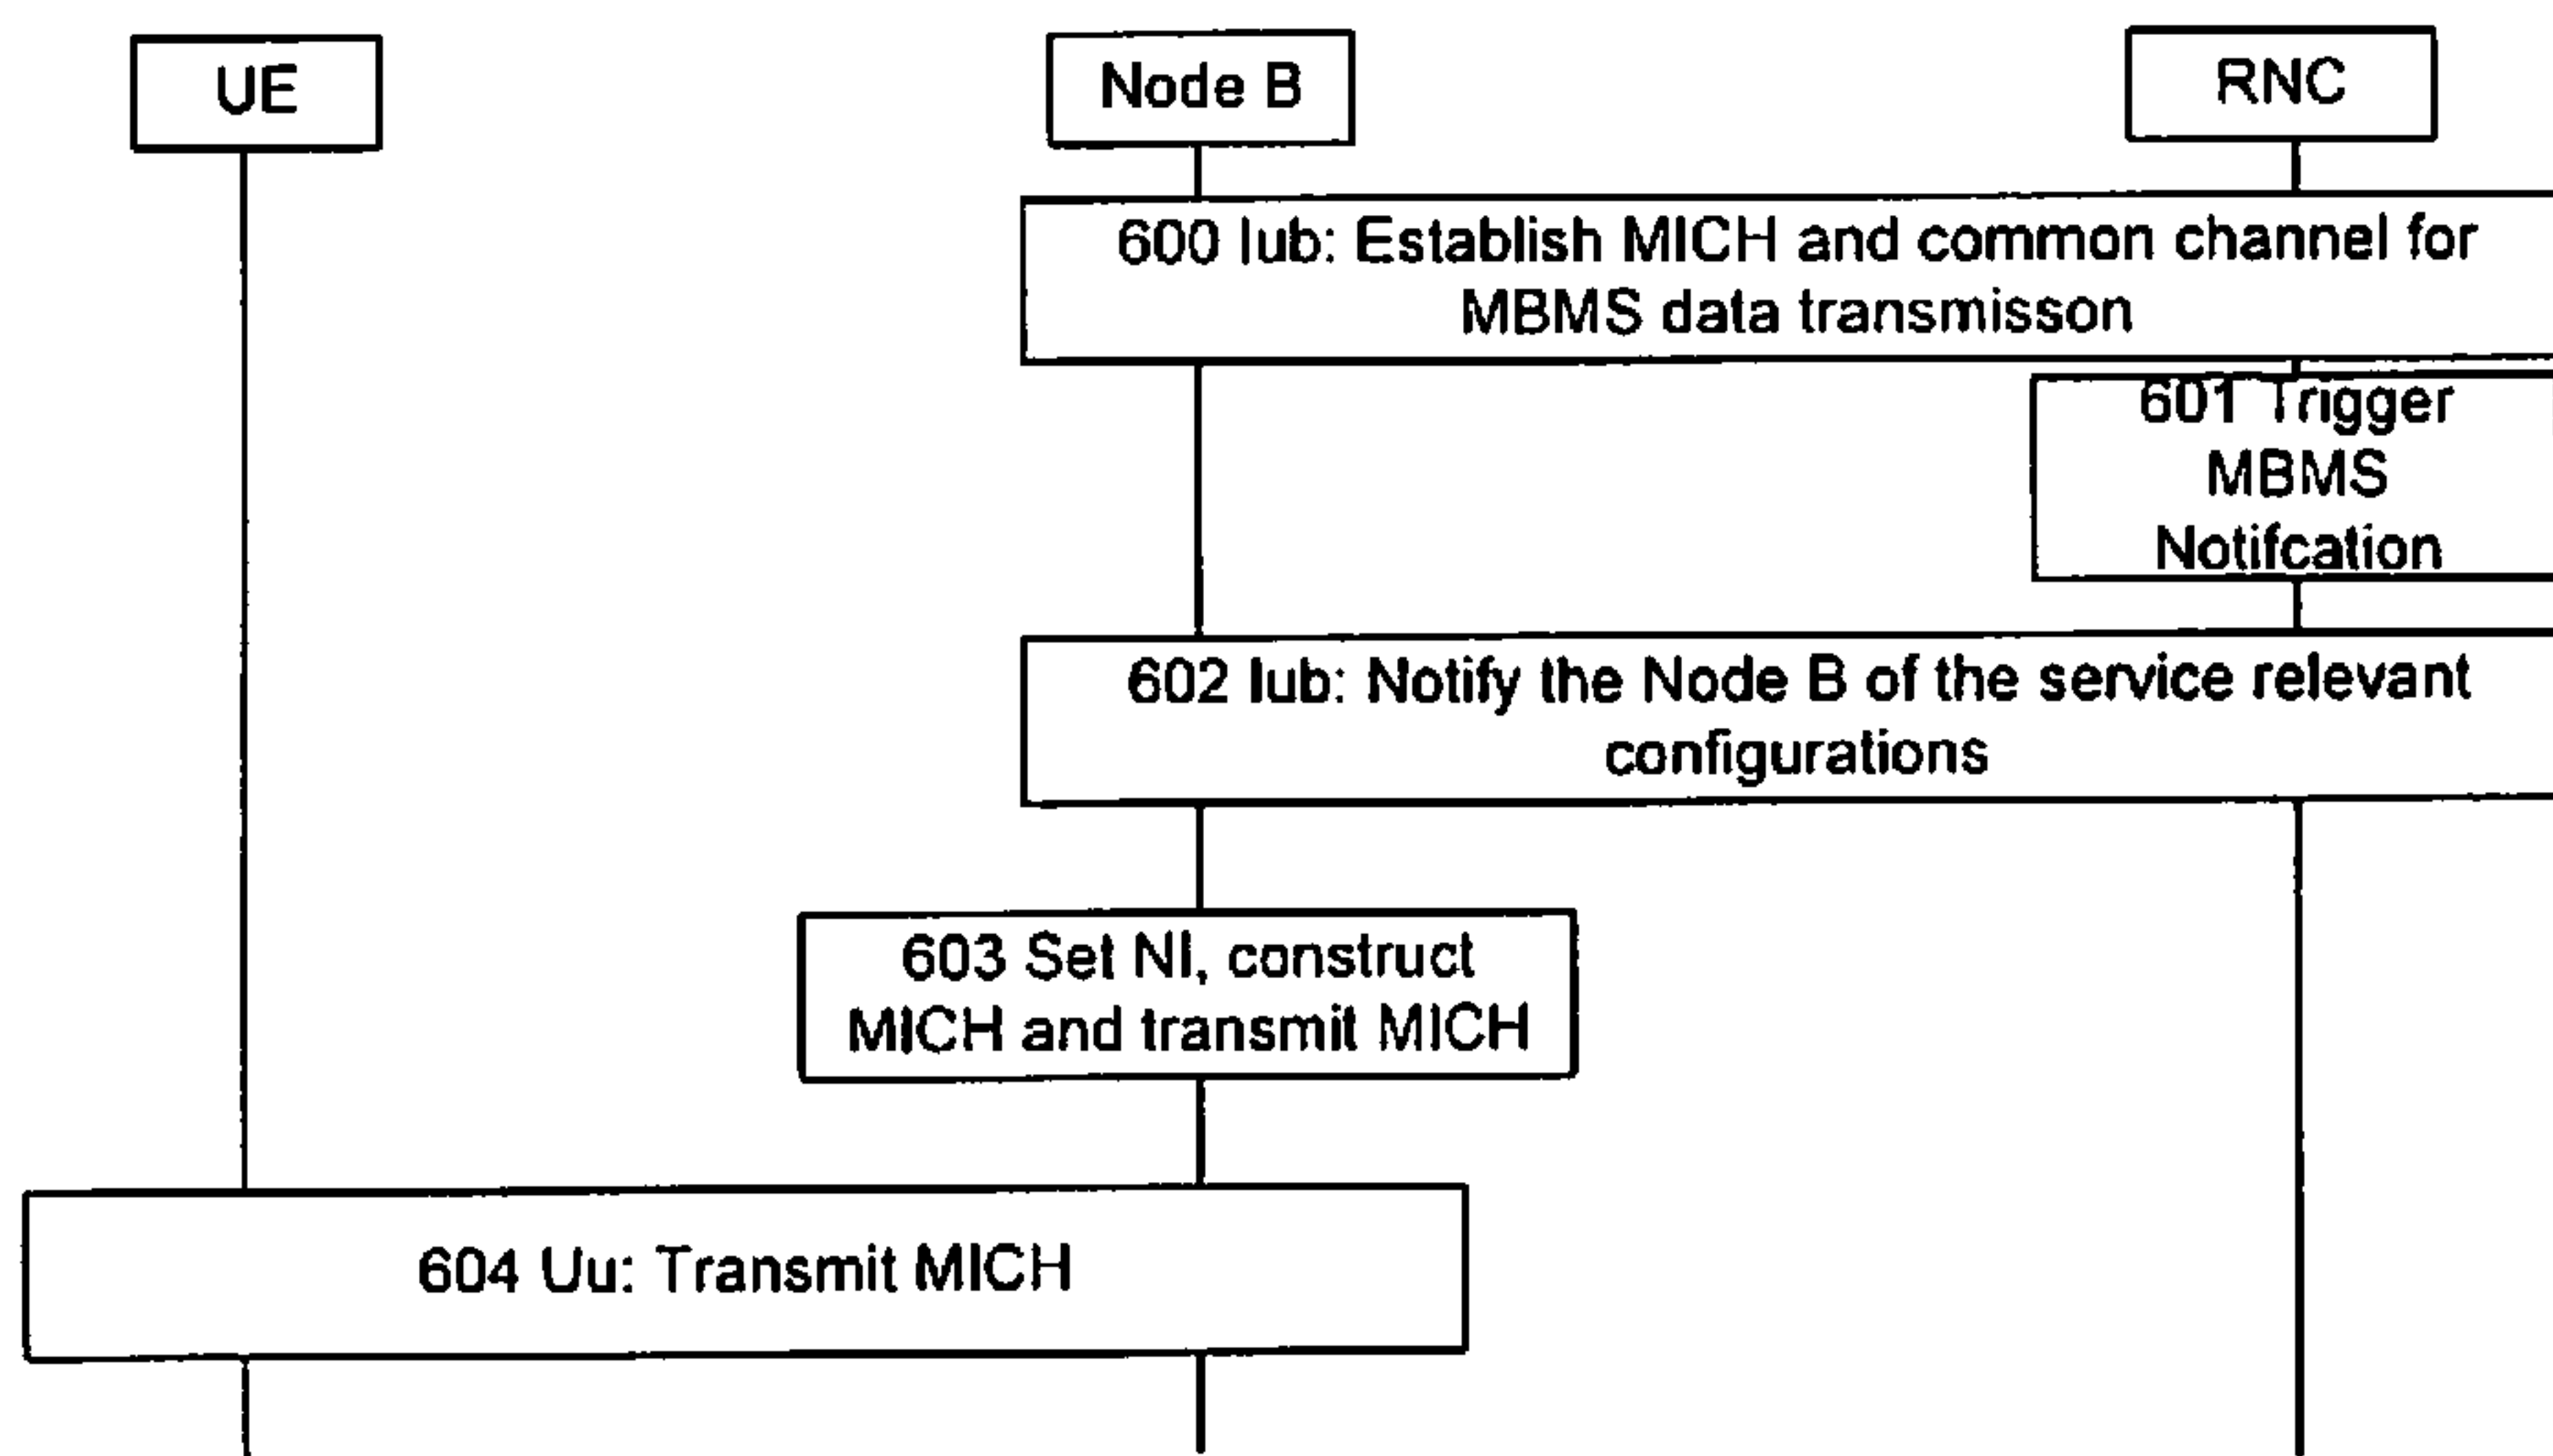 UE
Node B
RNC
600 Iub: Establish MICH and common channel for
MBMS data transmisson
601 Trigger
MBMS
Notifcation
602 Iub: Notify the Node B of the service relevant
configurations
603 Set NI, construct
MICH and transmit MICH
604 Uu: Transmit MICH